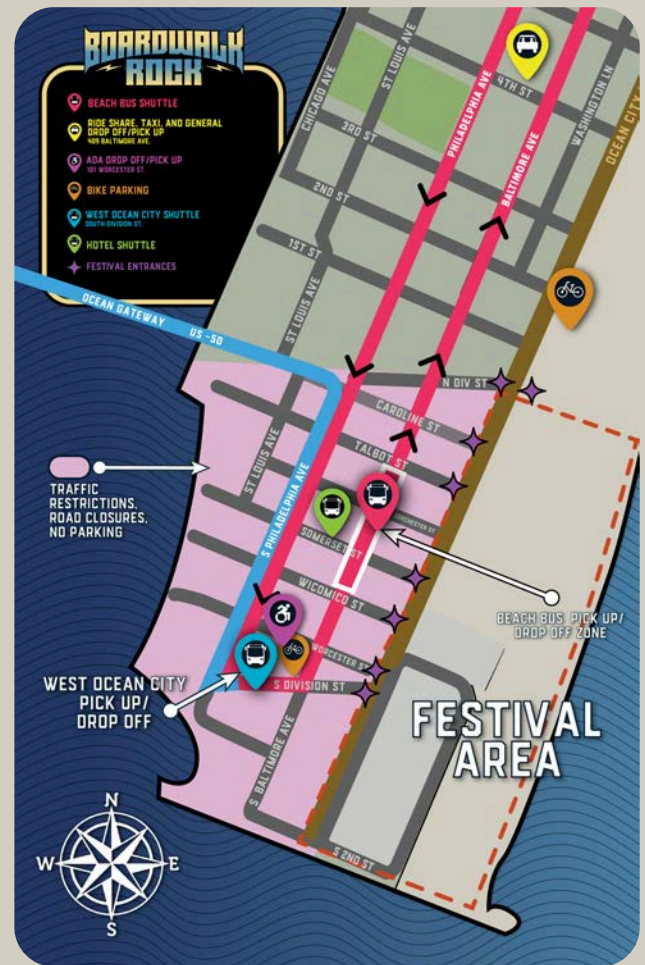 BOARDWALK
ROCK
BEACH BUS SHUTTLE
RIDE SHARE, TAXI, AND GENERAL
DROP OFF/PICK UP
409 BALTIMORE AVE.
ADA DROP OFF/PICK UP
101 WORCESTER ST.
BIKE PARKING
WEST OCEAN CITY SHUTTLE
SOUTH DIVISION ST.
HOTEL SHUTTLE
FESTIVAL ENTRANCES
CHICAGO AVE
ST LOUIS AVE
PHILADELPHIA AVE
4TH ST
WASHINGTON LN
OCEAN CITY
3RD ST
BALTIMORE AVE
2ND ST
1ST ST
ST LOUIS AVE
OCEAN GATEWAY US -50
N DIV ST
CAROLINE ST
TALBOT ST
ST LOUIS AVE
S PHILADELPHIA AVE
TRAFFIC
RESTRICTIONS,
ROAD CLOSURES,
NO PARKING
SOMERSET ST
WICOMICO ST
BEACH BUS PICK UP/
DROP OFF ZONE
WORCESTER ST
S DIVISION ST
WEST OCEAN CITY
PICK UP/
DROP OFF
FESTIVAL
AREA
S BALTIMORE AVE
S 2ND ST
N
W
E
S